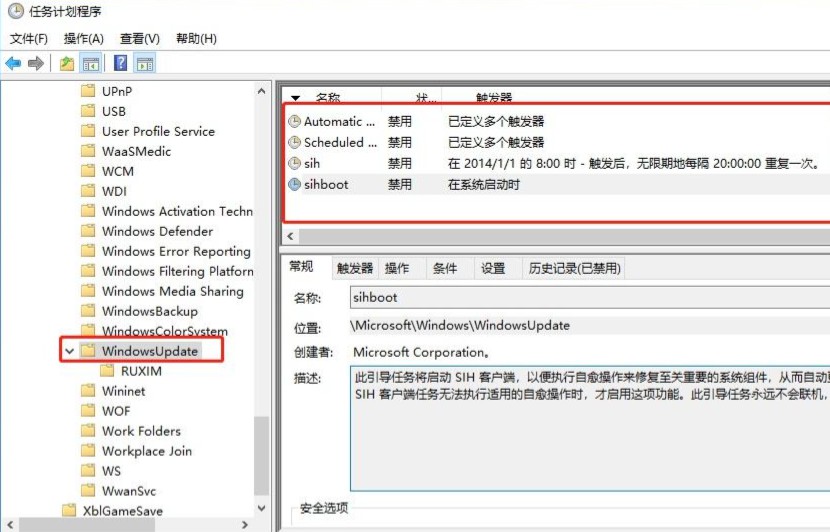 任务计划程序
文件(F) 操作(A) 查看(V) 帮助(H)
UPnP
USB
User Profile Service
WaaSMedic
WCM
WDI
Windows Activation Techn
Windows Defender
Windows Error Reporting
Windows Filtering Platforn
Windows Media Sharing
WindowsBackup
WindowsColorSystem
WindowsUpdate
RUXIM
Wininet
WOF
Work Folders
Workplace Join
WS
WwanSvc
XblGameSave
名称 状... 触发器
Automatic ... 禁用 已定义多个触发器
Scheduled ... 禁用 已定义多个触发器
sih 禁用 在 2014/1/1 的 8:00 时 - 触发后，无限期地每隔 20:00:00 重复一次。
sihboot 禁用 在系统启动时
常规 触发器 操作 条件 设置 历史记录(已禁用)
名称: sihboot
位置: \Microsoft\Windows\WindowsUpdate
创建者: Microsoft Corporation。
描述: 此引导任务将启动 SIH 客户端，以便执行自愈操作来修复至关重要的系统组件，从而自动
SIH 客户端任务无法执行适用的自愈操作时，才启用这项功能。此引导任务永远不会联机，
安全选项